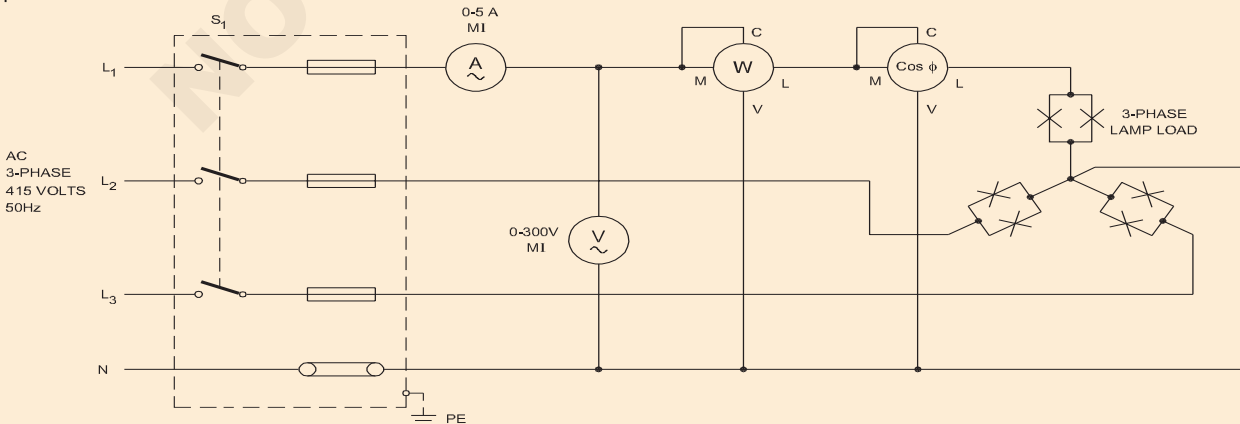 NO
S1
0-5 A
MI
A
L1
C
W
M
L
V
C
Cos ϕ
M
L
V
3-PHASE
LAMP LOAD
AC
3-PHASE
415 VOLTS
50Hz
L2
0-300V
MI
V
L3
N
PE